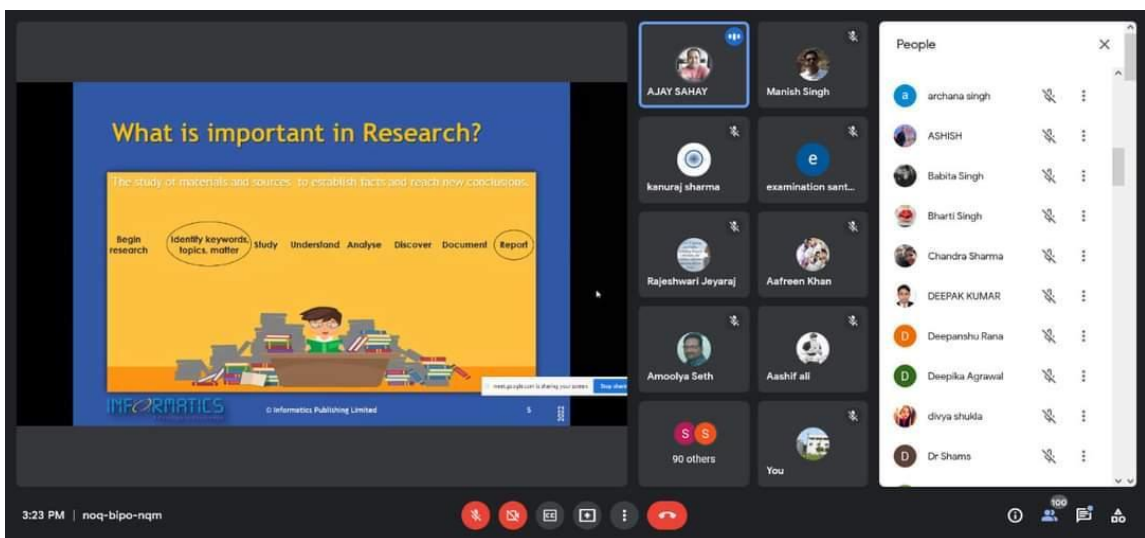 What is important in Research?
The study of materials and sources, to establish facts and reach new conclusions.
Begin research
Identify keywords, topics, matter
Study
Understand
Analyse
Discover
Document
Report
meet.google.com is sharing your screen
Stop sharing
INFORMATICS
© Informatics Publishing Limited
5
2022
AJAY SAHAY
Manish Singh
kanuraj sharma
e
examination sant...
Rajeshwari Jeyaraj
Aafreen Khan
Amoolya Seth
Aashif ali
S S
90 others
You
People
a
archana singh
ASHISH
Babita Singh
Bharti Singh
Chandra Sharma
DEEPAK KUMAR
D
Deepanshu Rana
D
Deepika Agrawal
divya shukla
D
Dr Shams
3:23 PM | noq-bipo-nqm
CC
100